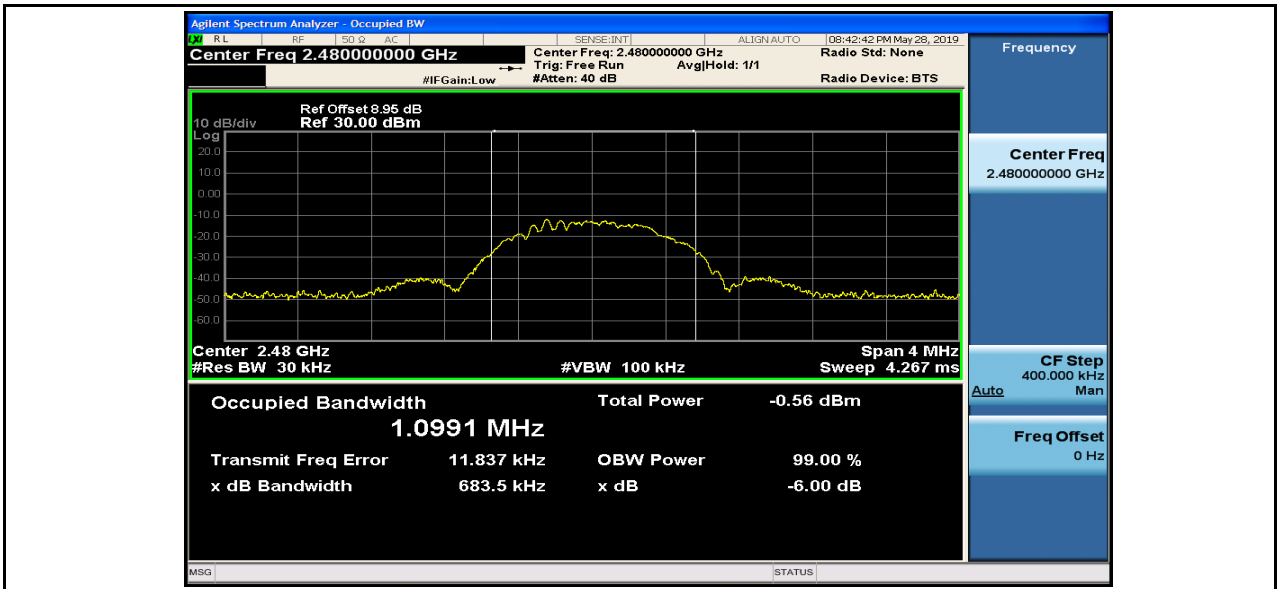 Agilent Spectrum Analyzer - Occupied BW
LXI RL RF 50 Ω AC SENSE:INT ALIGN AUTO 08:42:42 PM May 28, 2019
Center Freq 2.480000000 GHz
Center Freq: 2.480000000 GHz
Radio Std: None
Trig: Free Run Avg|Hold: 1/1
#IFGain:Low
#Atten: 40 dB
Radio Device: BTS
Ref Offset 8.95 dB
10 dB/div Ref 30.00 dBm
Log
20.0
10.0
0.00
-10.0
-20.0
-30.0
-40.0
-50.0
-60.0
Center 2.48 GHz Span 4 MHz
#Res BW 30 kHz #VBW 100 kHz Sweep 4.267 ms
Occupied Bandwidth Total Power -0.56 dBm
1.0991 MHz
Transmit Freq Error 11.837 kHz OBW Power 99.00 %
x dB Bandwidth 683.5 kHz x dB -6.00 dB
MSG STATUS
Frequency
Center Freq
2.480000000 GHz
CF Step
400.000 kHz
Auto Man
Freq Offset
0 Hz